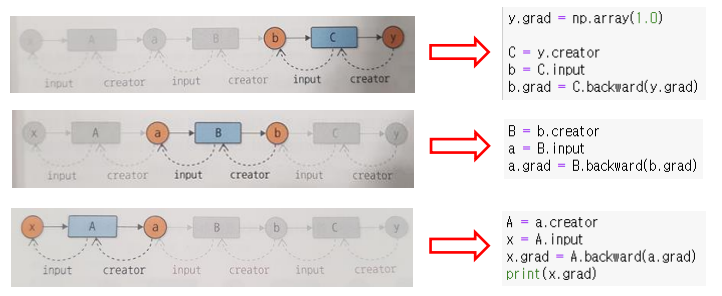 x A a B b C y
input creator input creator input creator
y.grad = np.array(1.0)
C = y.creator
b = C.input
b.grad = C.backward(y.grad)
x A a B b C y
input creator input creator input creator
B = b.creator
a = B.input
a.grad = B.backward(b.grad)
x A a B b C y
input creator input creator input creator
A = a.creator
x = A.input
x.grad = A.backward(a.grad)
print(x.grad)